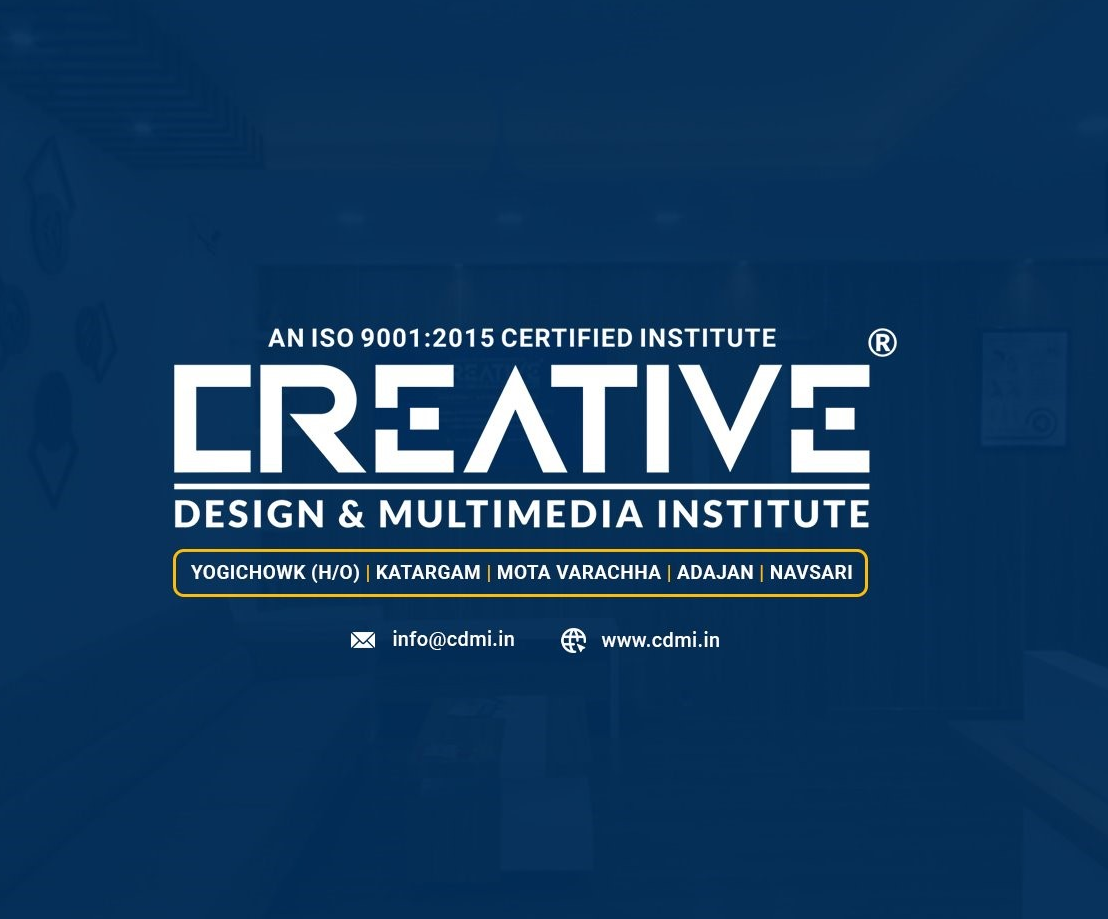 AN ISO 9001:2015 CERTIFIED INSTITUTE
CREATIVE ®
DESIGN & MULTIMEDIA INSTITUTE
YOGICHOWK (H/O) | KATARGAM | MOTA VARACHHA | ADAJAN | NAVSARI
info@cdmi.in www.cdmi.in